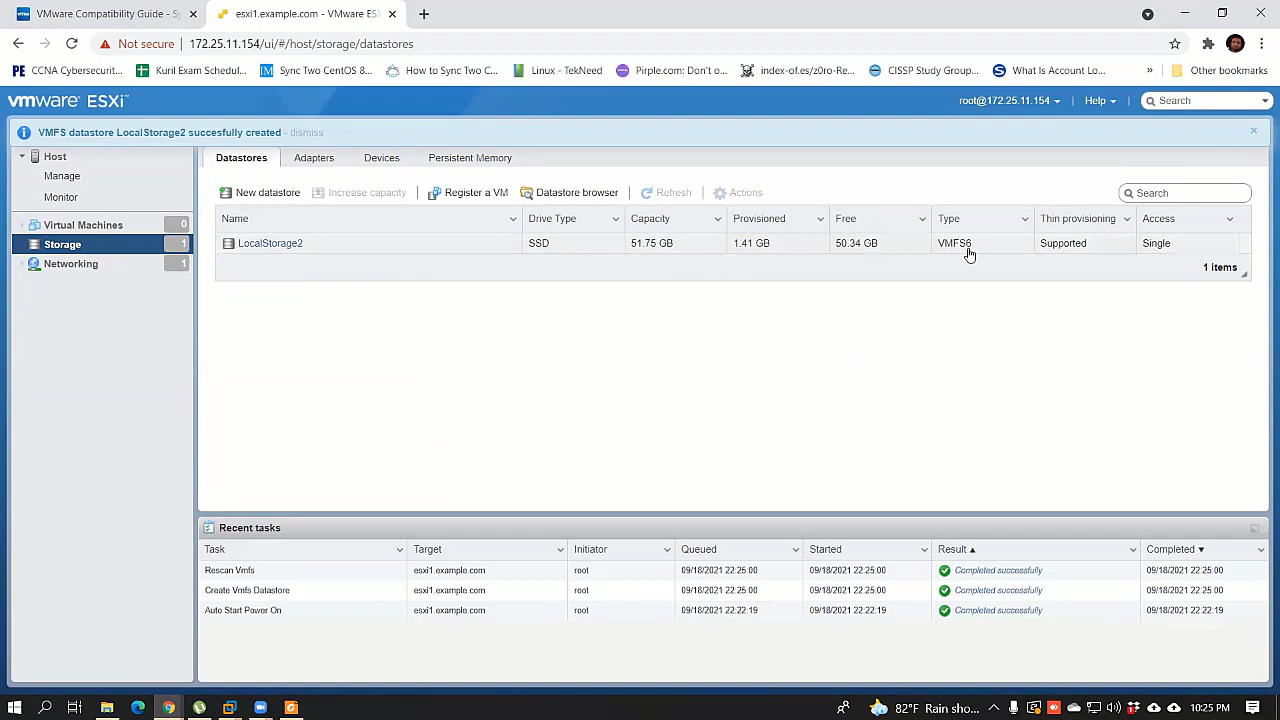 VMware Compatibility Guide - Sy
esxi1.example.com - VMware ESX
Not secure 172.25.11.154/ui/#/host/storage/datastores
CCNA Cybersecurit... Kuril Exam Schedul... Sync Two CentOS 8... How to Sync Two C... Linux - TekNeed Pirple.com: Don't o... index-of.es/z0ro-Re... CISSP Study Group... What Is Account Lo... » Other bookmarks
vmware ESXi™ root@172.25.11.154 Help Search
VMFS datastore LocalStorage2 succesfully created - dismiss
Host
Manage
Monitor
Virtual Machines 0
Storage 1
Networking 1
Datastores Adapters Devices Persistent Memory
New datastore Increase capacity Register a VM Datastore browser Refresh Actions Search
Name Drive Type Capacity Provisioned Free Type Thin provisioning Access
LocalStorage2 SSD 51.75 GB 1.41 GB 50.34 GB VMFS6 Supported Single
1 items
Recent tasks
Task Target Initiator Queued Started Result Completed
Rescan Vmfs esxi1.example.com root 09/18/2021 22:25:00 09/18/2021 22:25:00 Completed successfully 09/18/2021 22:25:00
Create Vmfs Datastore esxi1.example.com root 09/18/2021 22:25:00 09/18/2021 22:25:00 Completed successfully 09/18/2021 22:25:00
Auto Start Power On esxi1.example.com root 09/18/2021 22:22:19 09/18/2021 22:22:19 Completed successfully 09/18/2021 22:22:19
82°F Rain sho... 10:25 PM